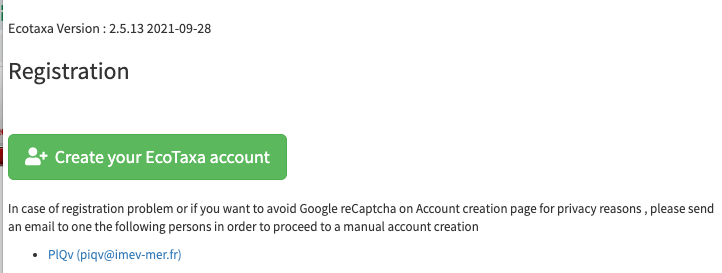 Ecotaxa Version : 2.5.13 2021-09-28
Registration
Create your EcoTaxa account
In case of registration problem or if you want to avoid Google reCaptcha on Account creation page for privacy reasons , please send
an email to one the following persons in order to proceed to a manual account creation
• PIQv (piqv@imev-mer.fr)